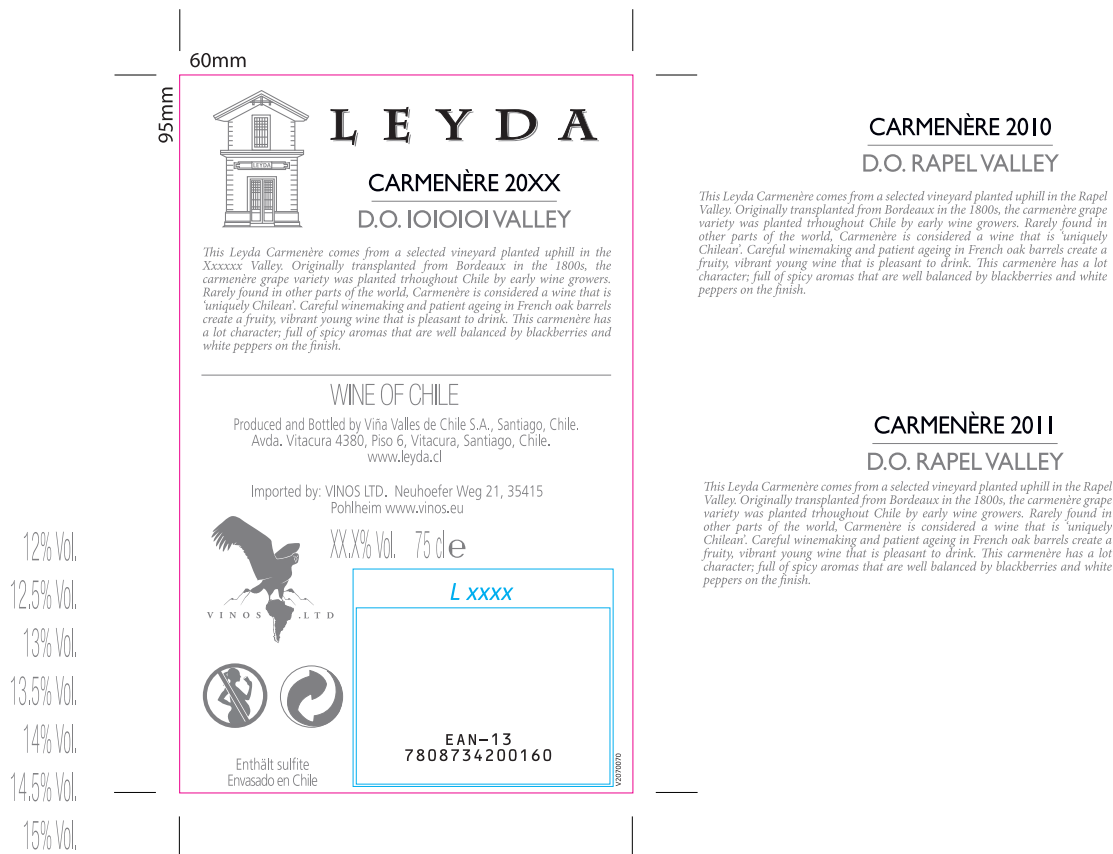 60mm
95mm
LEYDA
LEYDA
CARMENÈRE 20XX
D.O. IOIOIOI VALLEY
This Leyda Carmenère comes from a selected vineyard planted uphill in the
Xxxxxx Valley. Originally transplanted from Bordeaux in the 1800s, the
carmenère grape variety was planted trhoughout Chile by early wine growers.
Rarely found in other parts of the world, Carmenère is considered a wine that is
'uniquely Chilean'. Careful winemaking and patient ageing in French oak barrels
create a fruity, vibrant young wine that is pleasant to drink. This carmenère has
a lot character; full of spicy aromas that are well balanced by blackberries and
white peppers on the finish.
WINE OF CHILE
Produced and Bottled by Viña Valles de Chile S.A., Santiago, Chile.
Avda. Vitacura 4380, Piso 6, Vitacura, Santiago, Chile.
www.leyda.cl
Imported by: VINOS LTD. Neuhoefer Weg 21, 35415
Pohlheim www.vinos.eu
XX.X% Vol. 75 cl e
VINOS .LTD
L xxxx
EAN-13
7808734200160
V2070070
Enthält sulfite
Envasado en Chile
12% Vol.
12.5% Vol.
13% Vol.
13.5% Vol.
14% Vol.
14.5% Vol.
15% Vol.
CARMENÈRE 2010
D.O. RAPEL VALLEY
This Leyda Carmenère comes from a selected vineyard planted uphill in the Rapel
Valley. Originally transplanted from Bordeaux in the 1800s, the carmenère grape
variety was planted trhoughout Chile by early wine growers. Rarely found in
other parts of the world, Carmenère is considered a wine that is 'uniquely
Chilean'. Careful winemaking and patient ageing in French oak barrels create a
fruity, vibrant young wine that is pleasant to drink. This carmenère has a lot
character; full of spicy aromas that are well balanced by blackberries and white
peppers on the finish.
CARMENÈRE 2011
D.O. RAPEL VALLEY
This Leyda Carmenère comes from a selected vineyard planted uphill in the Rapel
Valley. Originally transplanted from Bordeaux in the 1800s, the carmenère grape
variety was planted trhoughout Chile by early wine growers. Rarely found in
other parts of the world, Carmenère is considered a wine that is 'uniquely
Chilean'. Careful winemaking and patient ageing in French oak barrels create a
fruity, vibrant young wine that is pleasant to drink. This carmenère has a lot
character; full of spicy aromas that are well balanced by blackberries and white
peppers on the finish.